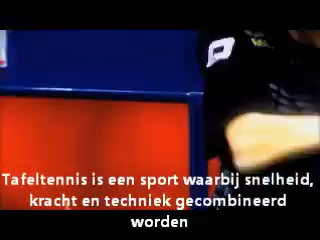 Tafeltennis is een sport waarbij snelheid,
kracht en techniek gecombineerd
worden